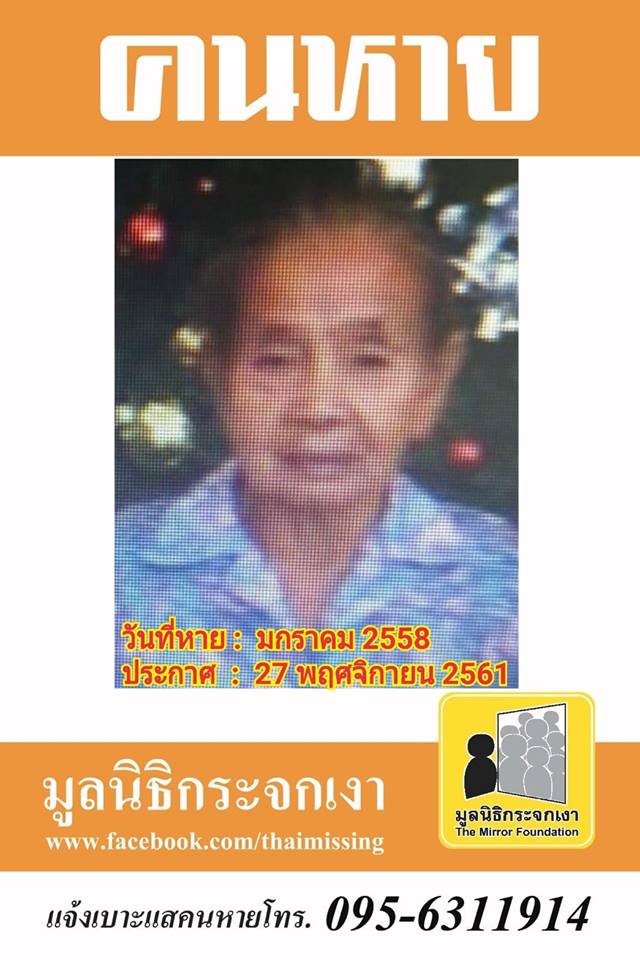 คนหาย
วันที่หาย : มกราคม 2558
ประกาศ : 27 พฤศจิกายน 2561
มูลนิธิกระจกเงา
www.facebook.com/thaimissing
มูลนิธิกระจกเงา
The Mirror Foundation
แจ้งเบาะแสคนหายโทร. 095-6311914